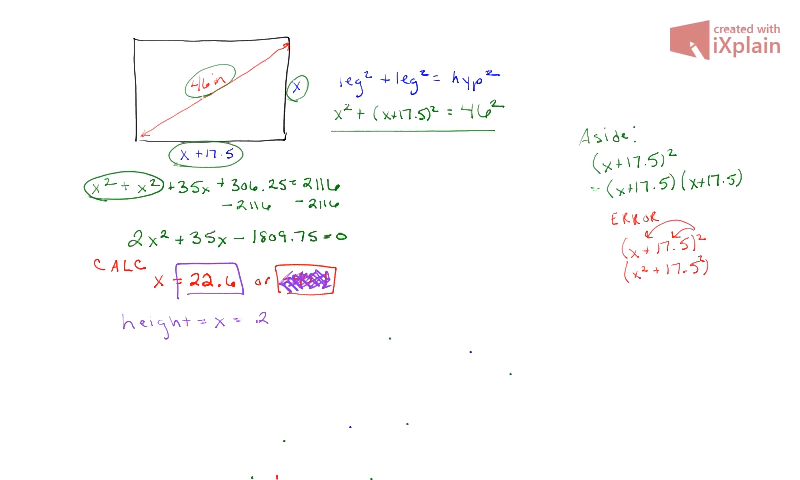 created with
iXplain
46in
x
x + 17.5
leg² + leg² = hyp²
x² + (x+17.5)² = 46²
x² + x² + 35x + 306.25 = 2116
- 2116 - 2116
2x² + 35x - 1809.75 = 0
CALC
x = 22.6 or
height = x = .2
Aside:
(x + 17.5)²
= (x + 17.5) (x + 17.5)
ERROR
(x + 17.5)²
(x² + 17.5²)